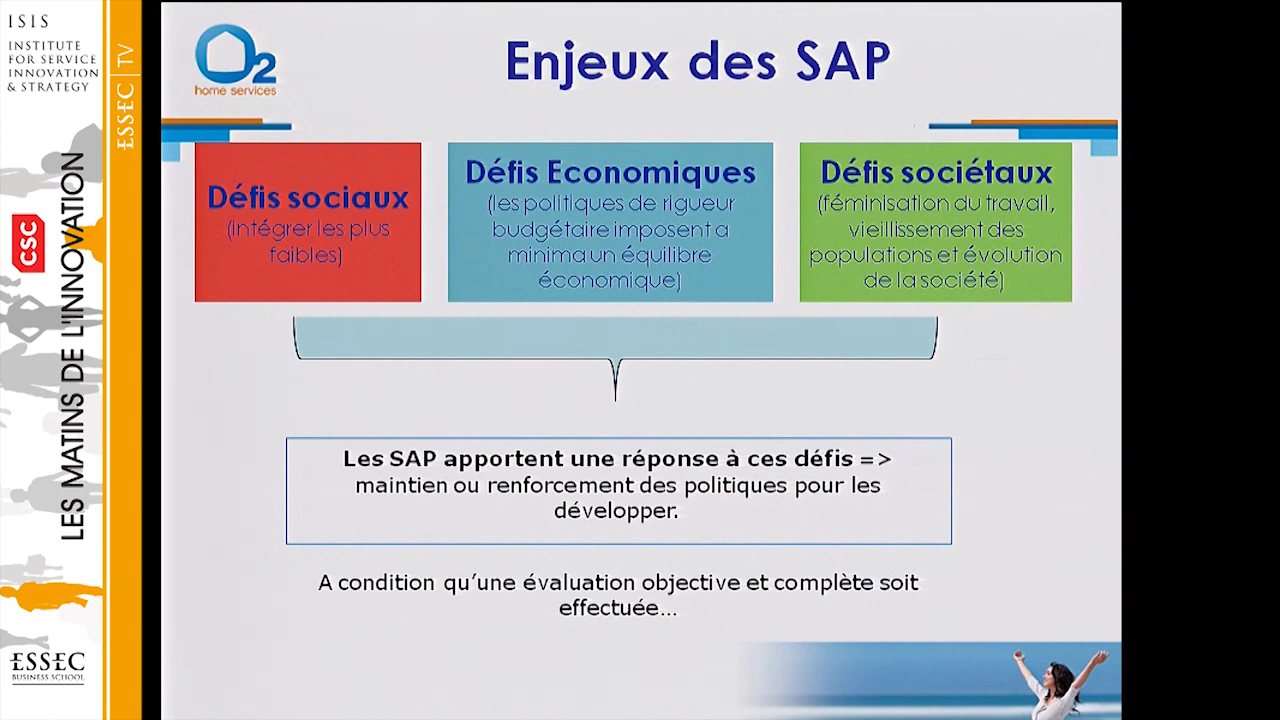 ISIS
INSTITUTE
FOR SERVICE
INNOVATION
& STRATEGY
ESSEC | TV
CSC
LES MATINS DE L'INNOVATION
ESSEC
BUSINESS SCHOOL
O2
home services
Enjeux des SAP
Défis sociaux
(intégrer les plus
faibles)
Défis Economiques
(les politiques de rigueur
budgétaire imposent a
minima un équilibre
économique)
Défis sociétaux
(féminisation du travail,
vieillissement des
populations et évolution
de la société)
Les SAP apportent une réponse à ces défis =>
maintien ou renforcement des politiques pour les
développer.
A condition qu’une évaluation objective et complète soit
effectuée…